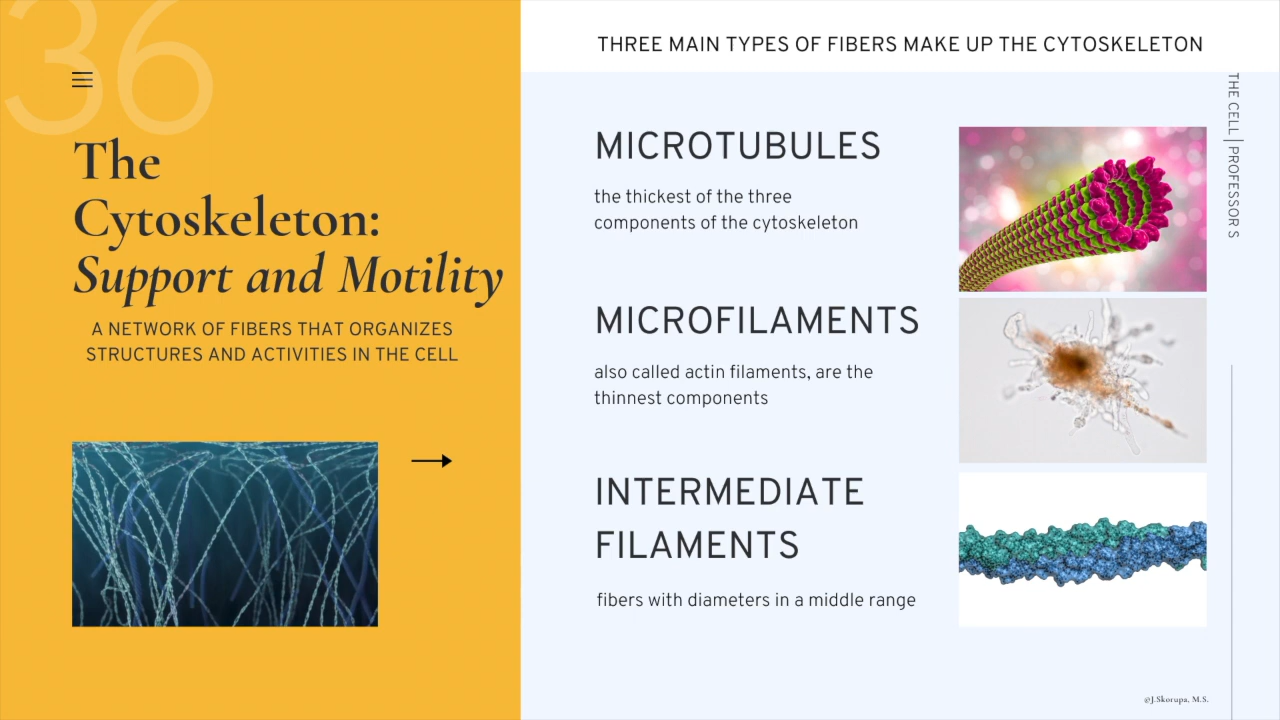 36
The
Cytoskeleton:
Support and Motility
A NETWORK OF FIBERS THAT ORGANIZES
STRUCTURES AND ACTIVITIES IN THE CELL
THREE MAIN TYPES OF FIBERS MAKE UP THE CYTOSKELETON
MICROTUBULES
the thickest of the three
components of the cytoskeleton
MICROFILAMENTS
also called actin filaments, are the
thinnest components
INTERMEDIATE
FILAMENTS
fibers with diameters in a middle range
THE CELL | PROFESSOR S
@J.Skorupa, M.S.